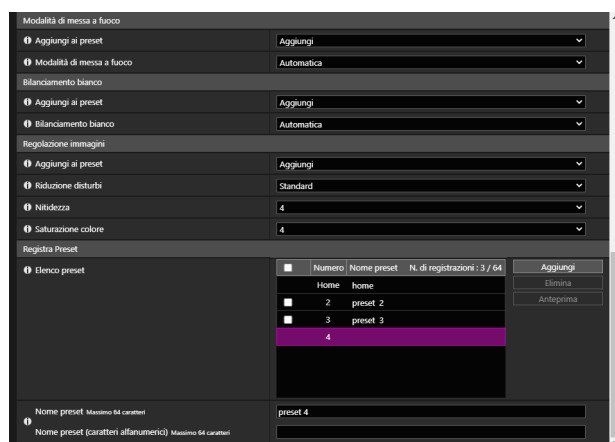 Modalità di messa a fuoco
Aggiungi ai preset Aggiungi
Modalità di messa a fuoco Automatica
Bilanciamento bianco
Aggiungi ai preset Aggiungi
Bilanciamento bianco Automatica
Regolazione immagini
Aggiungi ai preset Aggiungi
Riduzione disturbi Standard
Nitidezza 4
Saturazione colore 4
Registra Preset
Elenco preset Numero Nome preset N. di registrazioni : 3 / 64 Aggiungi
Home home Elimina
2 preset 2 Anteprima
3 preset 3
4
Nome preset Massimo 64 caratteri preset 4
Nome preset (caratteri alfanumerici) Massimo 64 caratteri